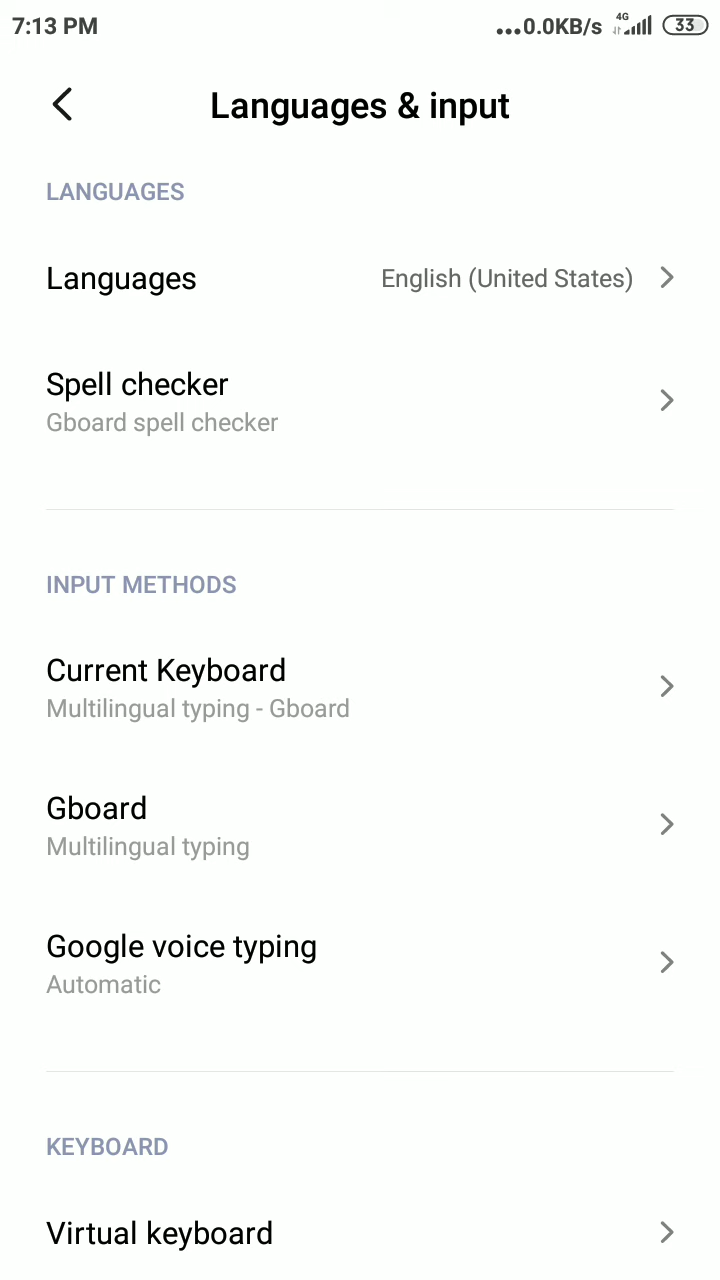 7:13 PM ...0.0KB/s 4G 33
Languages & input
LANGUAGES
Languages English (United States)
Spell checker
Gboard spell checker
INPUT METHODS
Current Keyboard
Multilingual typing - Gboard
Gboard
Multilingual typing
Google voice typing
Automatic
KEYBOARD
Virtual keyboard